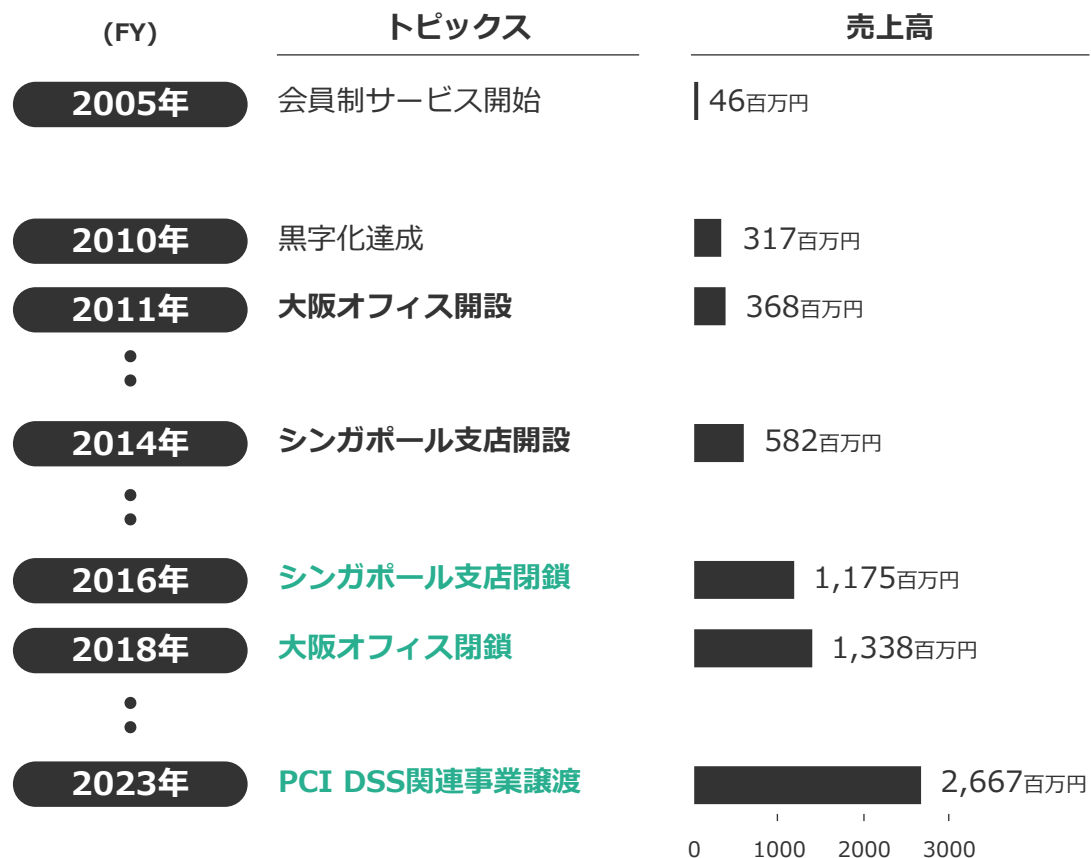 (FY) トピックス 売上高
2005年 会員制サービス開始 46百万円
2010年 黒字化達成 317百万円
2011年 大阪オフィス開設 368百万円
2014年 シンガポール支店開設 582百万円
2016年 シンガポール支店閉鎖 1,175百万円
2018年 大阪オフィス閉鎖 1,338百万円
2023年 PCI DSS関連事業譲渡 2,667百万円
0 1000 2000 3000